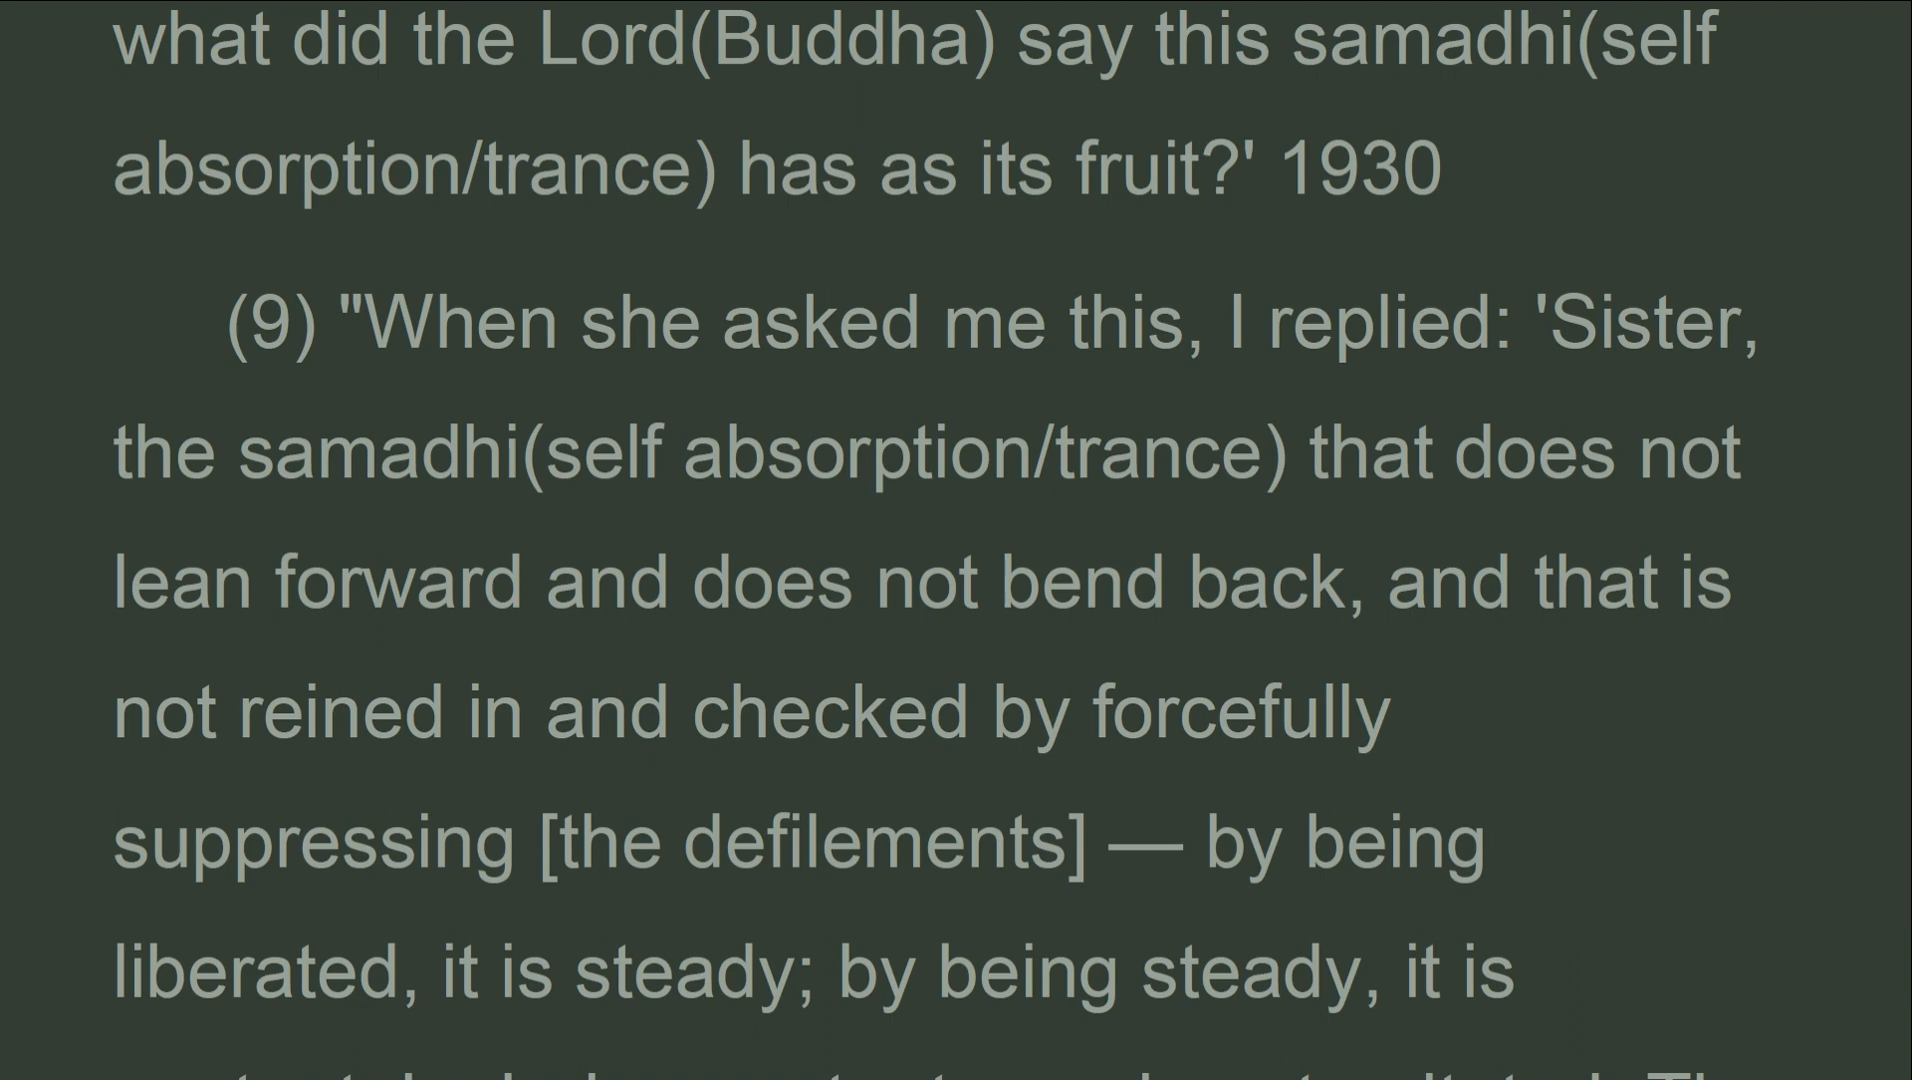 what did the Lord(Buddha) say this samadhi(self
absorption/trance) has as its fruit?' 1930
(9) "When she asked me this, I replied: 'Sister,
the samadhi(self absorption/trance) that does not
lean forward and does not bend back, and that is
not reined in and checked by forcefully
suppressing [the defilements] — by being
liberated, it is steady; by being steady, it is